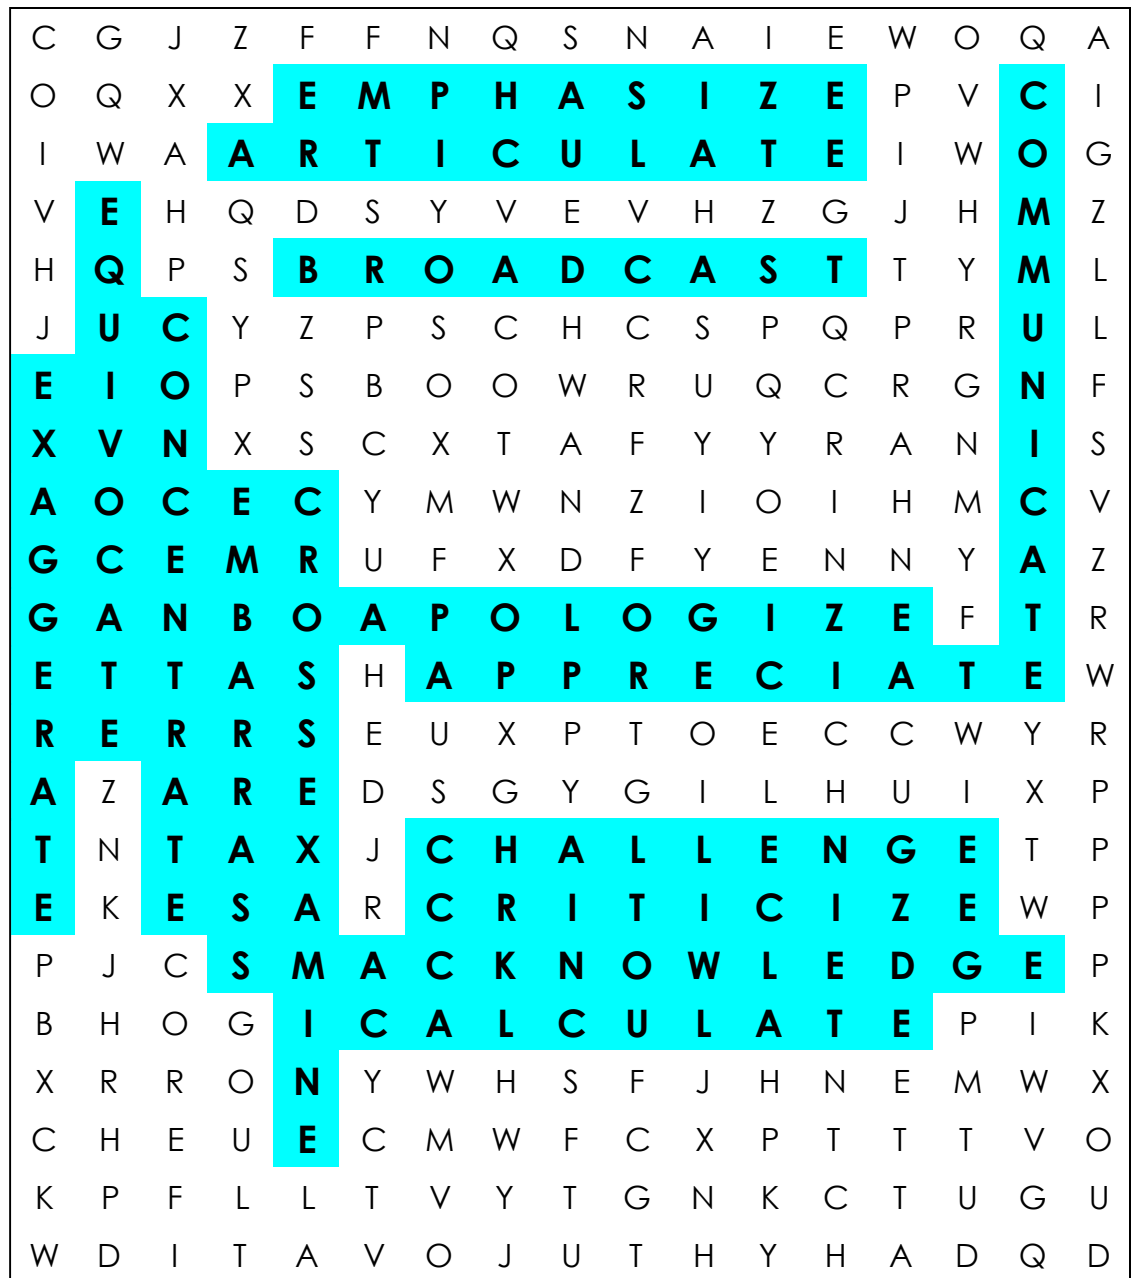 C G J Z F F N Q S N A I E W O Q A
O Q X X E M P H A S I Z E P V C I
I W A A R T I C U L A T E I W O G
V E H Q D S Y V E V H Z G J H M Z
H Q P S B R O A D C A S T T Y M L
J U C Y Z P S C H C S P Q P R U L
E I O P S B O O W R U Q C R G N F
X V N X S C X T A F Y Y R A N I S
A O C E C Y M W N Z I O I H M C V
G C E M R U F X D F Y E N N Y A Z
G A N B O A P O L O G I Z E F T R
E T T A S H A P P R E C I A T E W
R E R R S E U X P T O E C C W Y R
A Z A R E D S G Y G I L H U I X P
T N T A X J C H A L L E N G E T P
E K E S A R C R I T I C I Z E W P
P J C S M A C K N O W L E D G E P
B H O G I C A L C U L A T E P I K
X R R O N Y W H S F J H N E M W X
C H E U E C M W F C X P T T T V O
K P F L L T V Y T G N K C T U G U
W D I T A V O J U T H Y H A D Q D